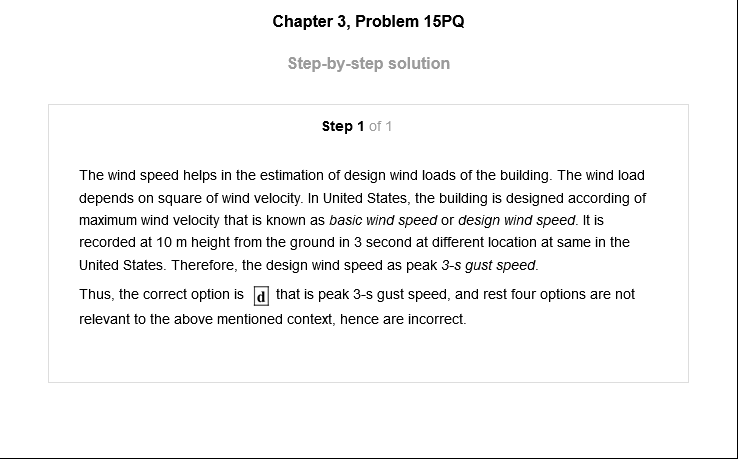 Chapter 3, Problem 15PQ
Step-by-step solution
Step 1 of 1
The wind speed helps in the estimation of design wind loads of the building. The wind load
depends on square of wind velocity. In United States, the building is designed according of
maximum wind velocity that is known as basic wind speed or design wind speed. It is
recorded at 10 m height from the ground in 3 second at different location at same in the
United States. Therefore, the design wind speed as peak 3-s gust speed.
Thus, the correct option is d that is peak 3-s gust speed, and rest four options are not
relevant to the above mentioned context, hence are incorrect.